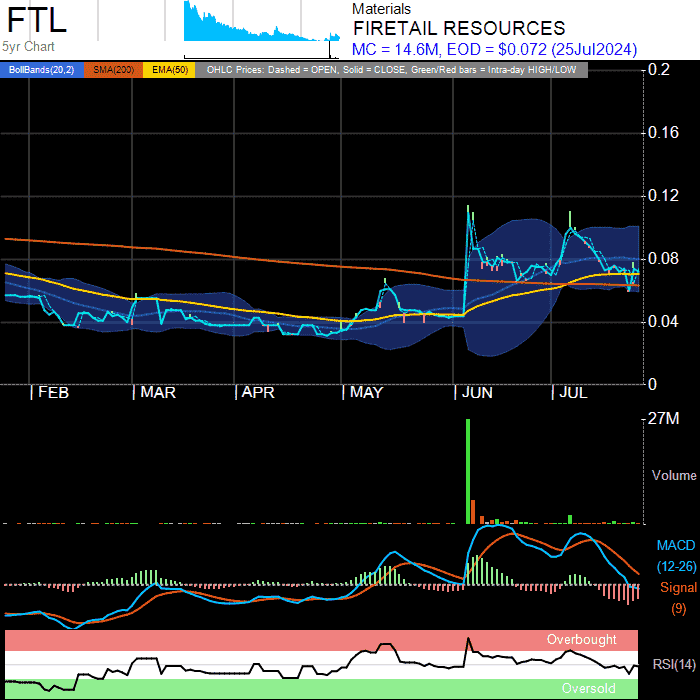 FTL
5yr Chart
Materials
FIRETAIL RESOURCES
MC = 14.6M, EOD = $0.072 (25Jul2024)
BollBands(20,2) SMA(200) EMA(50) OHLC Prices: Dashed = OPEN, Solid = CLOSE, Green/Red bars = Intra-day HIGH/LOW
0.2
0.16
0.12
0.08
0.04
0
FEB MAR APR MAY JUN JUL
27M
Volume
MACD
(12-26)
Signal
(9)
Overbought
RSI(14)
Oversold